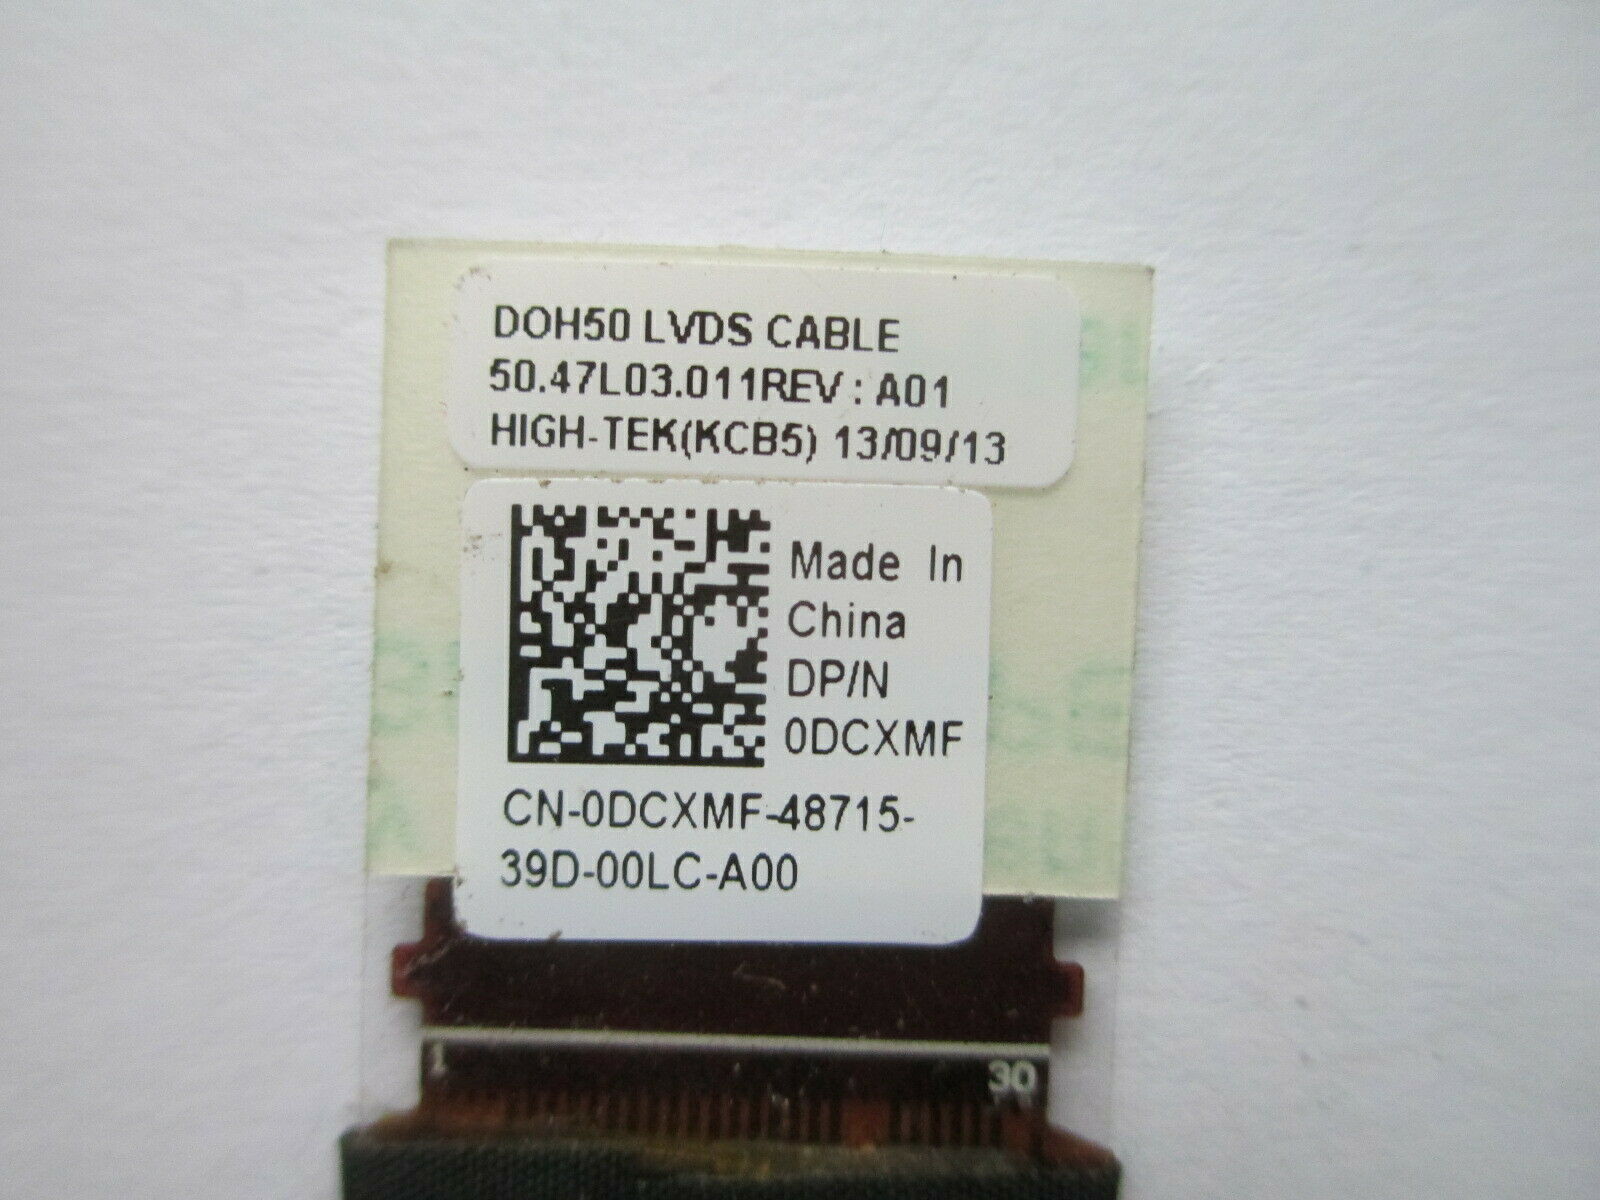 DOH50 LVDS CABLE
50.47L03.011REV : A01
HIGH-TEK(KCB5) 13/09/13
Made In
China
DP/N
0DCXMF
CN-0DCXMF-48715-
39D-00LC-A00
1 30